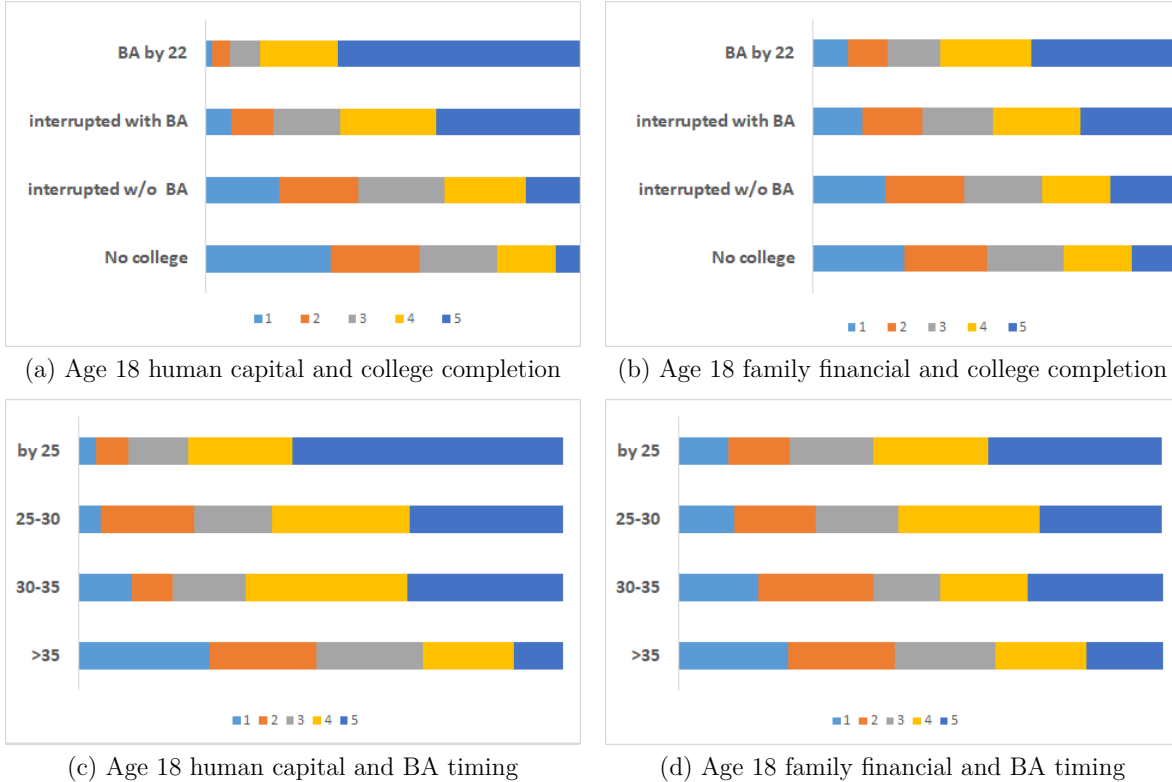 BA by 22
interrupted with BA
interrupted w/o BA
No college
1 2 3 4 5
(a) Age 18 human capital and college completion
BA by 22
interrupted with BA
interrupted w/o BA
No college
1 2 3 4 5
(b) Age 18 family financial and college completion
by 25
25-30
30-35
>35
1 2 3 4 5
(c) Age 18 human capital and BA timing
by 25
25-30
30-35
>35
1 2 3 4 5
(d) Age 18 family financial and BA timing